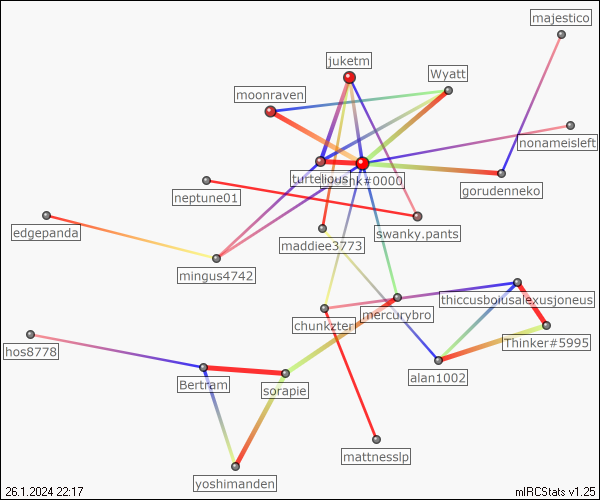 majestico
juketm
Wyatt
moonraven
nonameisleft
turtelious
hk#0000
gorudenneko
neptune01
swanky.pants
edgepanda
maddiee3773
mingus4742
thiccusboiusalexusjoneus
mercurybro
chunkzter
Thinker#5995
hos8778
alan1002
Bertram
sorapie
mattnesslp
yoshimanden
26.1.2024 22:17
mIRCStats v1.25